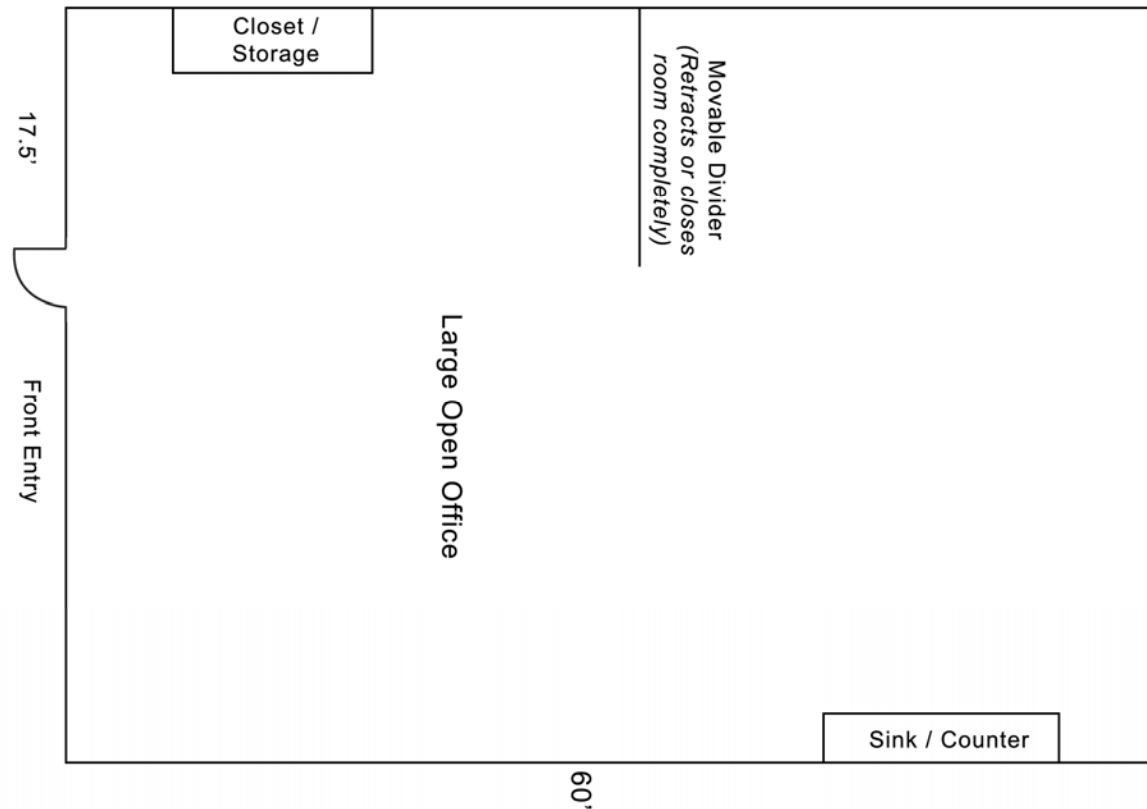 Closet /
Storage
Movable Divider
(Retracts or closes
room completely)
17.5'
Large Open Office
Front Entry
Sink / Counter
60'